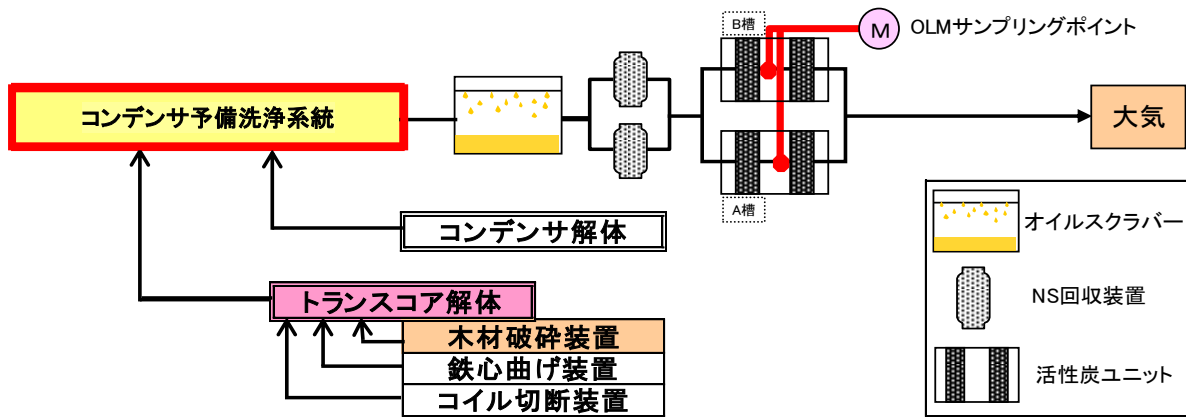 B槽
M
OLMサンプリングポイント
コンデンサ予備洗浄系統
大気
A槽
コンデンサ解体
トランスコア解体
木材破砕装置
鉄心曲げ装置
コイル切断装置
オイルスクラバー
NS回収装置
活性炭ユニット